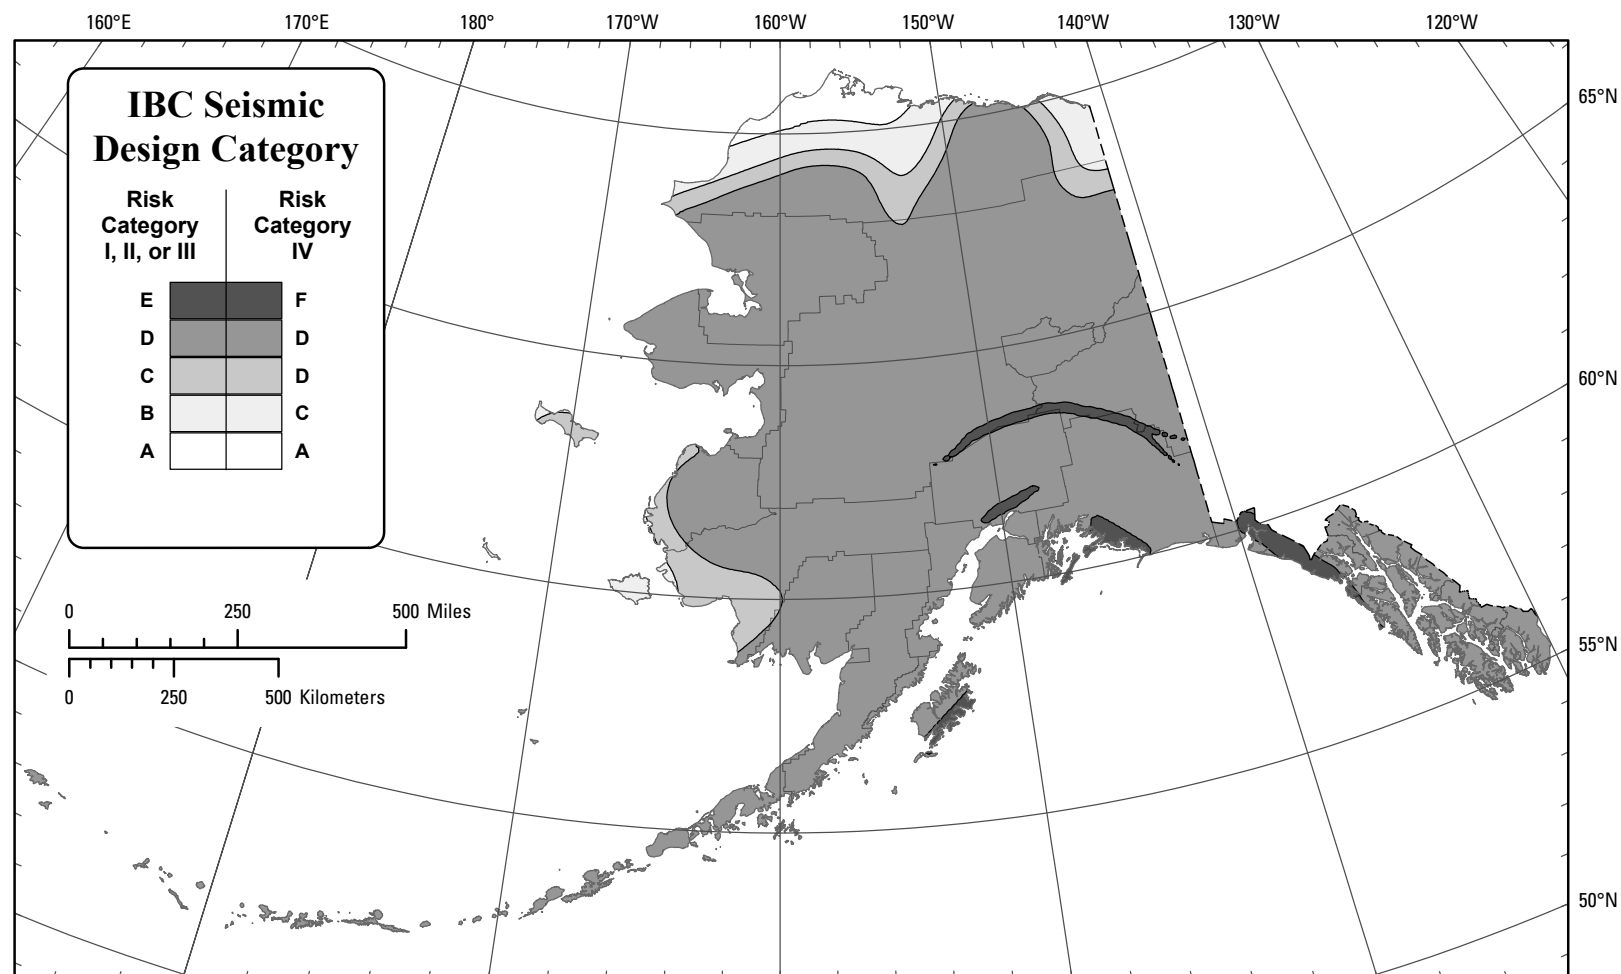 160°E 170°E 180° 170°W 160°W 150°W 140°W 130°W 120°W
IBC Seismic
Design Category
Risk
Category
I, II, or III
Risk
Category
IV
E F
D D
C D
B C
A A
0 250 500 Miles
0 250 500 Kilometers
65°N
60°N
55°N
50°N